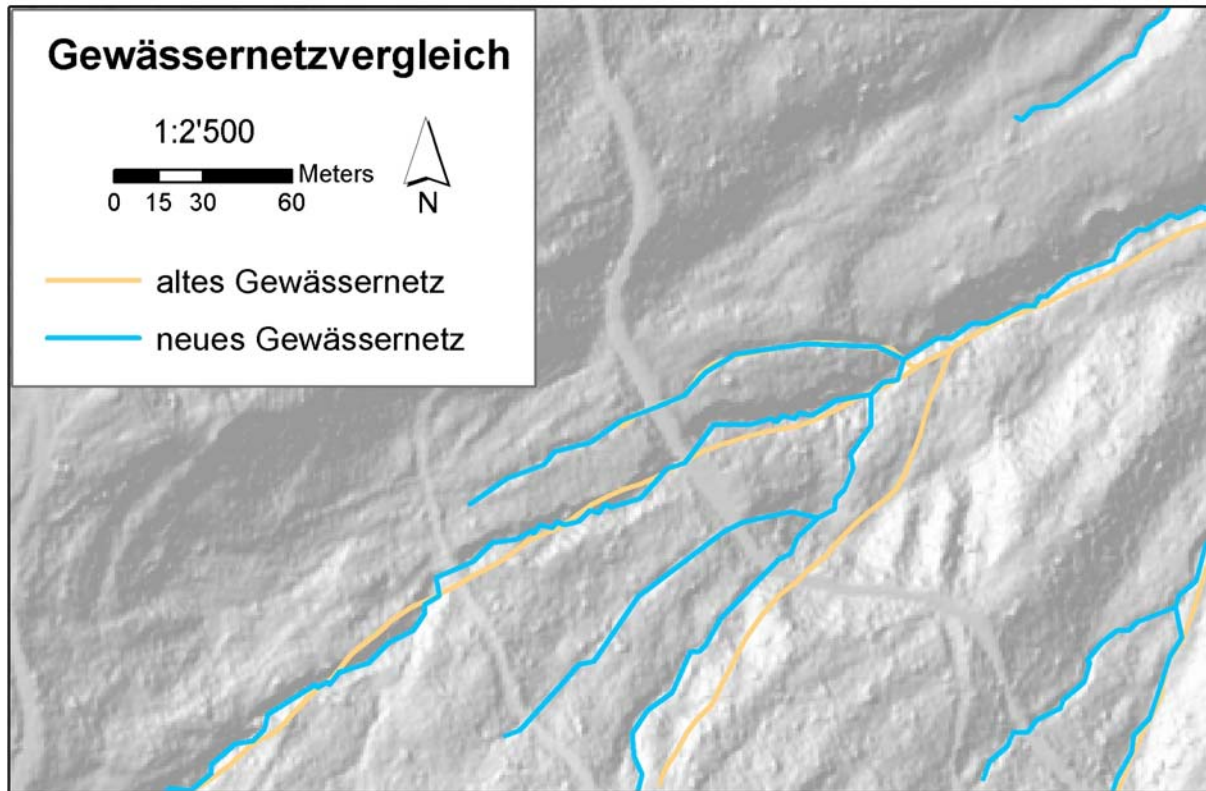 Gewässernetzvergleich
1:2'500
Meters
0 15 30 60
N
altes Gewässernetz
neues Gewässernetz